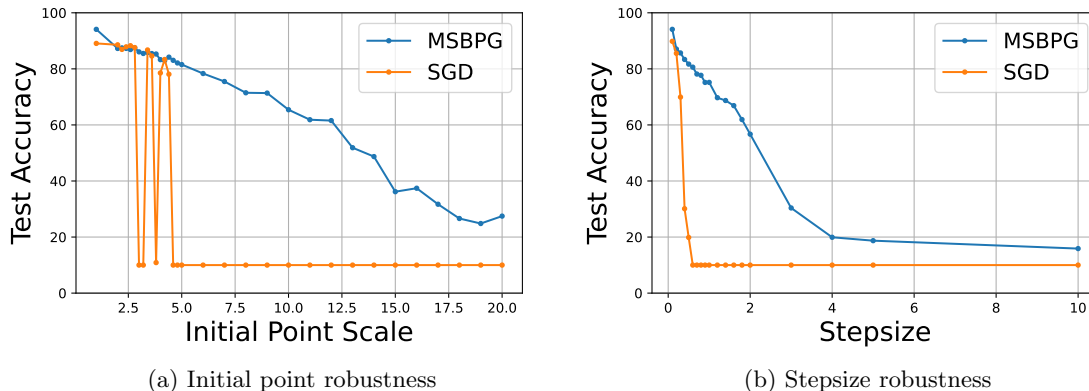 100
80
60
40
20
0
Test Accuracy
MSBPG
SGD
2.5 5.0 7.5 10.0 12.5 15.0 17.5 20.0
Initial Point Scale
(a) Initial point robustness
100
80
60
40
20
0
Test Accuracy
MSBPG
SGD
0 2 4 6 8 10
Stepsize
(b) Stepsize robustness